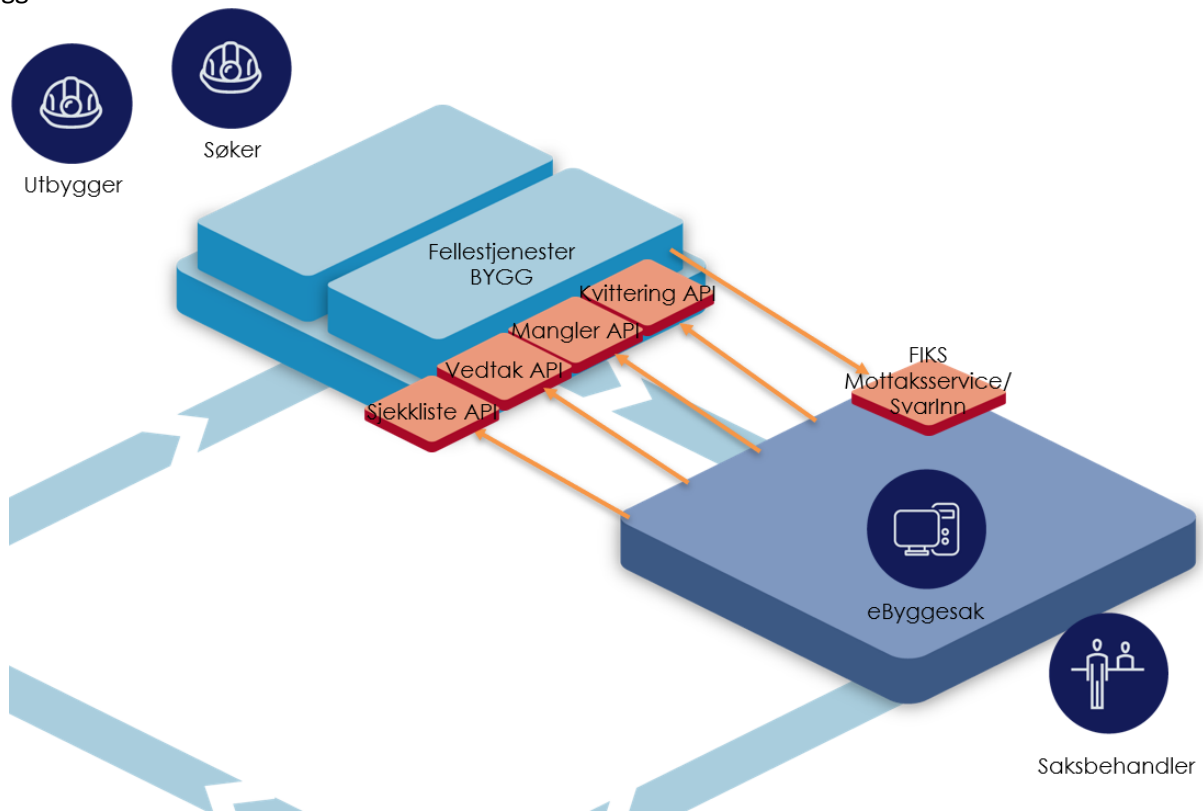 Søker
Utbygger
Fellestjenester
BYGG
Kvittering API
Mangler API
Vedtak API
Sjekkliste API
FIKS
Mottaksservice/
SvarInn
eByggesak
Saksbehandler